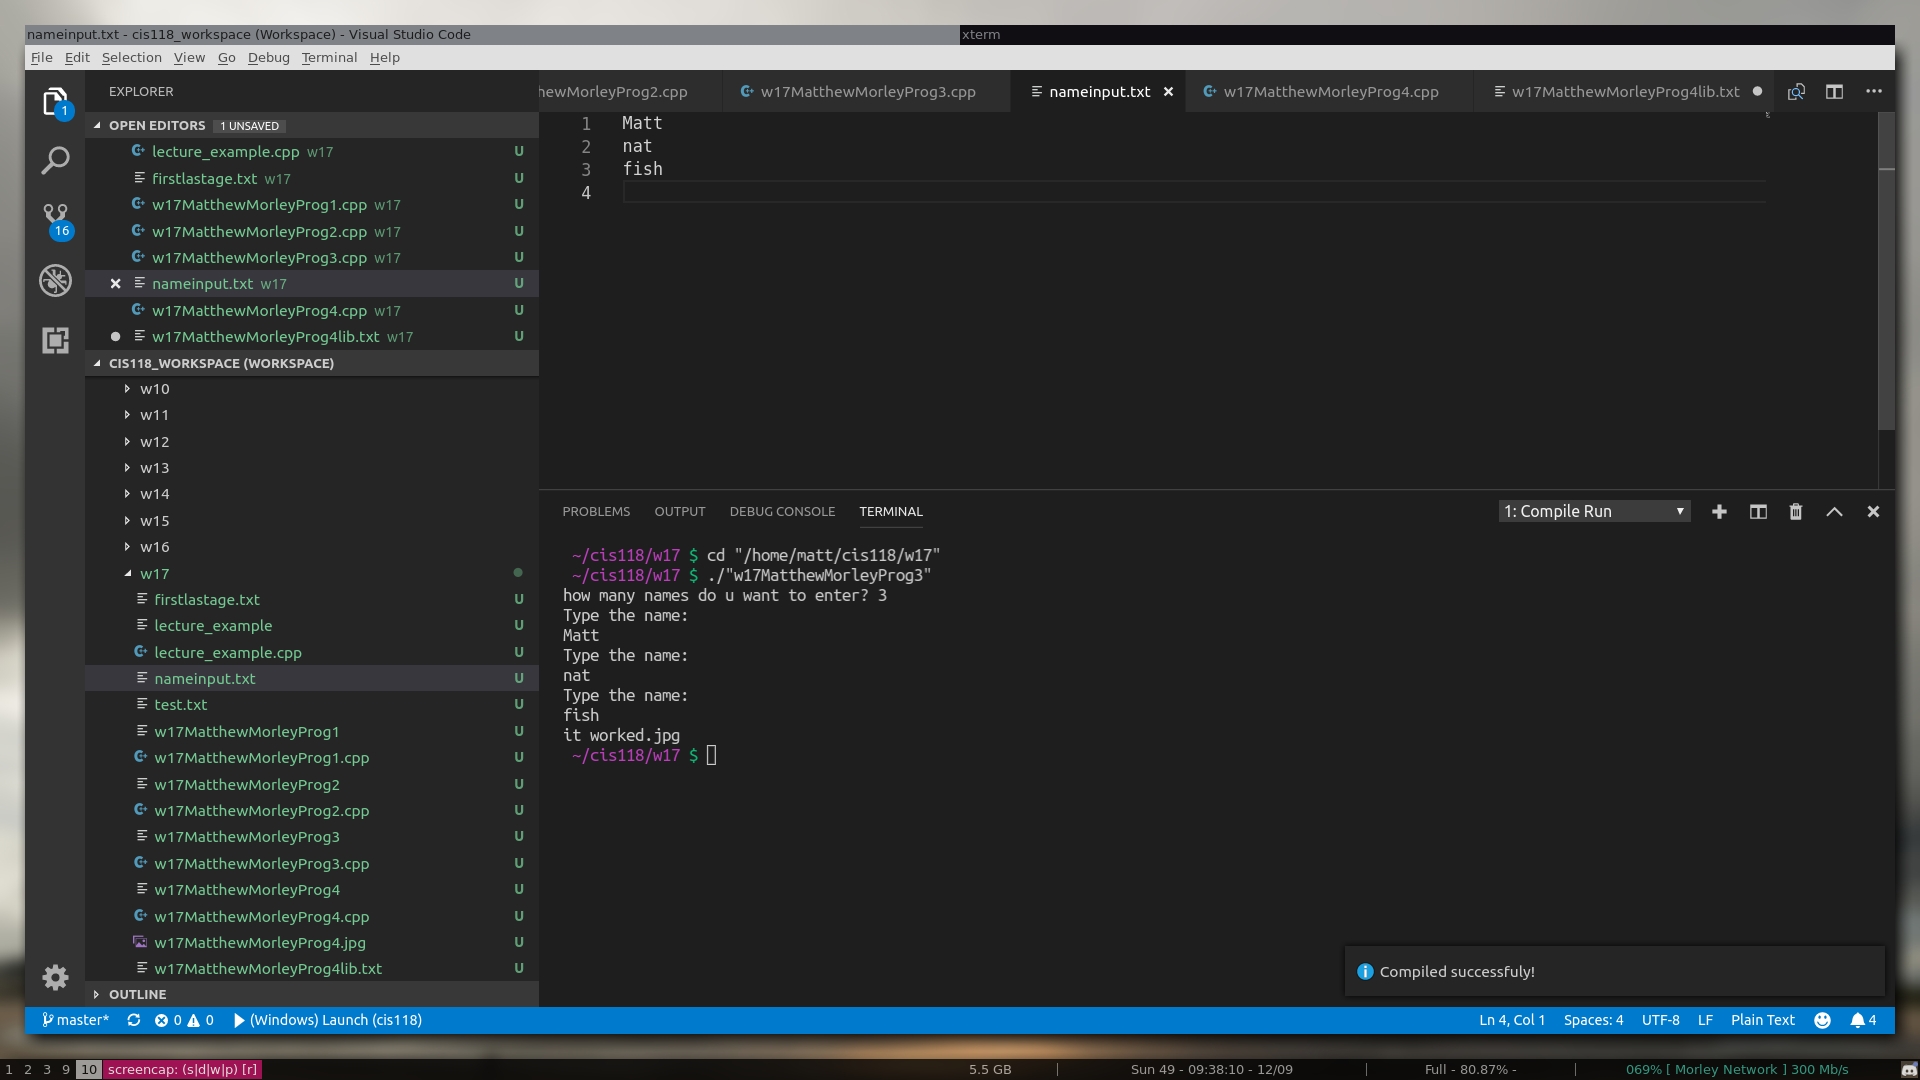 nameinput.txt - cis118_workspace (Workspace) - Visual Studio Code
xterm
File Edit Selection View Go Debug Terminal Help
EXPLORER
hewMorleyProg2.cpp w17MatthewMorleyProg3.cpp nameinput.txt w17MatthewMorleyProg4.cpp w17MatthewMorleyProg4lib.txt
1
OPEN EDITORS 1 UNSAVED
lecture_example.cpp w17 U
firstlastage.txt w17 U
w17MatthewMorleyProg1.cpp w17 U
w17MatthewMorleyProg2.cpp w17 U
w17MatthewMorleyProg3.cpp w17 U
nameinput.txt w17 U
w17MatthewMorleyProg4.cpp w17 U
w17MatthewMorleyProg4lib.txt w17 U
16
CIS118_WORKSPACE (WORKSPACE)
w10
w11
w12
w13
w14
w15
w16
w17
firstlastage.txt U
lecture_example U
lecture_example.cpp U
nameinput.txt U
test.txt U
w17MatthewMorleyProg1 U
w17MatthewMorleyProg1.cpp U
w17MatthewMorleyProg2 U
w17MatthewMorleyProg2.cpp U
w17MatthewMorleyProg3 U
w17MatthewMorleyProg3.cpp U
w17MatthewMorleyProg4 U
w17MatthewMorleyProg4.cpp U
w17MatthewMorleyProg4.jpg U
w17MatthewMorleyProg4lib.txt U
OUTLINE
1 Matt
2 nat
3 fish
4
PROBLEMS OUTPUT DEBUG CONSOLE TERMINAL
1: Compile Run
~/cis118/w17 $ cd "/home/matt/cis118/w17"
~/cis118/w17 $ ./"w17MatthewMorleyProg3"
how many names do u want to enter? 3
Type the name:
Matt
Type the name:
nat
Type the name:
fish
it worked.jpg
~/cis118/w17 $
Compiled successfuly!
master* 0 0 (Windows) Launch (cis118)
Ln 4, Col 1 Spaces: 4 UTF-8 LF Plain Text 4
1 2 3 9 10 screencap: (s|d|w|p) [r]
5.5 GB | Sun 49 - 09:38:10 - 12/09 | Full - 80.87% - | 069% [ Morley Network ] 300 Mb/s